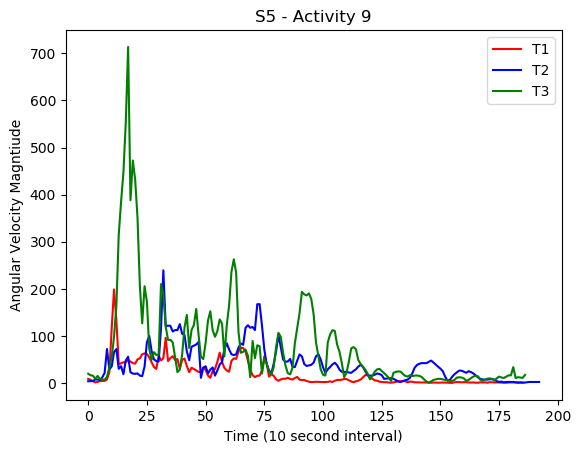 S5 - Activity 9
T1
T2
T3
Angular Velocity Magntiude
700
600
500
400
300
200
100
0
0 25 50 75 100 125 150 175 200
Time (10 second interval)